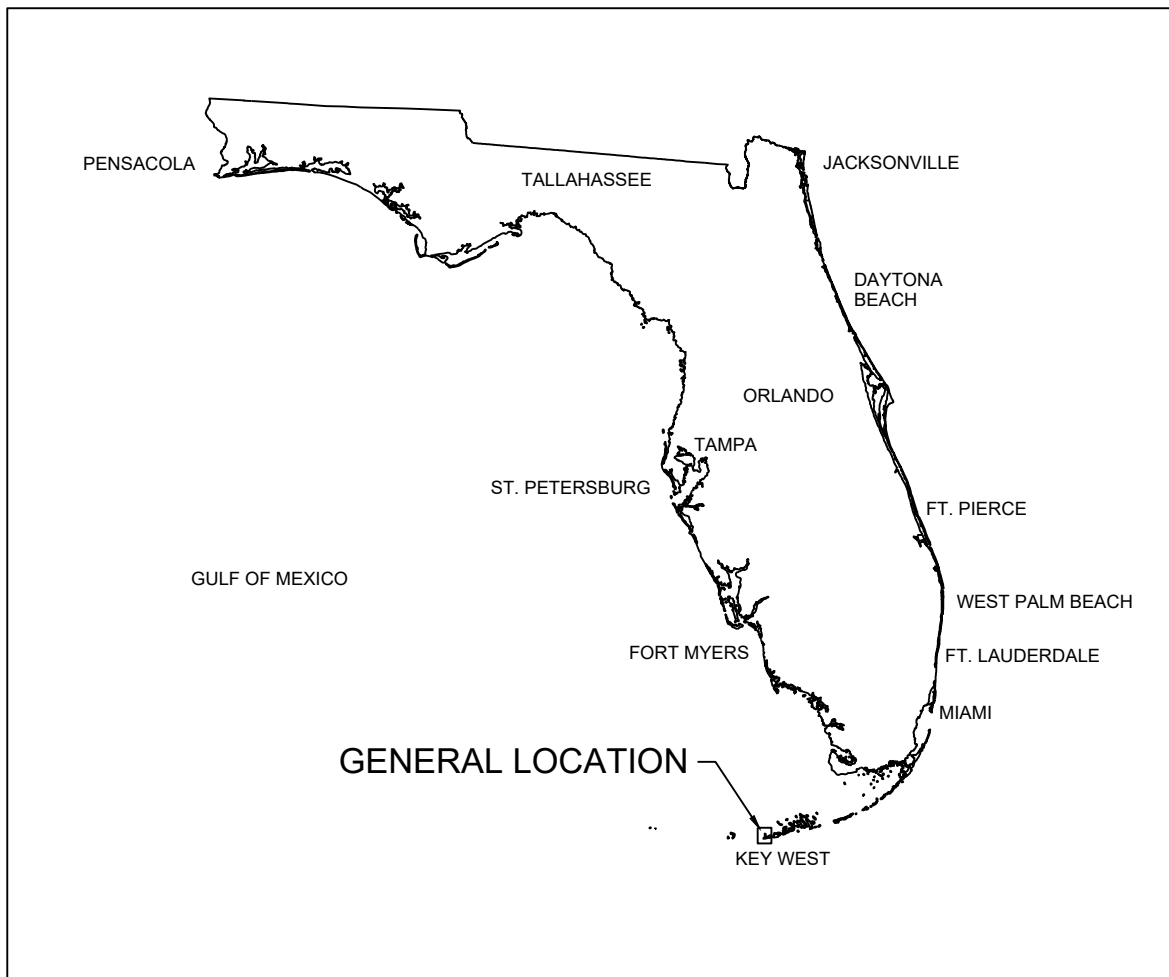 PENSACOLA
JACKSONVILLE
TALLAHASSEE
DAYTONA
BEACH
ORLANDO
TAMPA
ST. PETERSBURG
FT. PIERCE
GULF OF MEXICO
WEST PALM BEACH
FORT MYERS
FT. LAUDERDALE
MIAMI
GENERAL LOCATION
KEY WEST